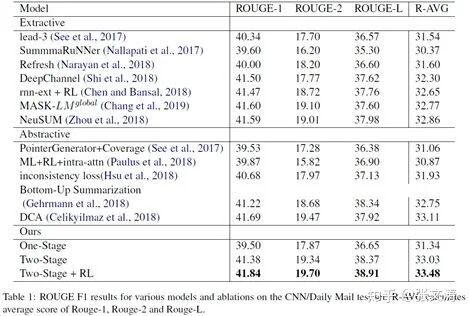 Model ROUGE-1 ROUGE-2 ROUGE-L R-AVG
Extractive
lead-3 (See et al. 2017) 40.34 17.70 36.57 31.54
SummmaRuNNer (Nallapati et al. 2017) 39.60 16.20 35.30 30.37
Refresh (Narayan et al. 2018) 40.00 18.20 36.60 31.60
DeepChannel (Shi et al. 2018) 41.50 17.77 37.62 32.30
rnn-ext + RL (Chen and Bansal, 2018) 41.47 18.72 37.76 32.65
MASK-LM^global (Chang et al. 2019) 41.60 19.10 37.60 32.77
NeuSUM (Zhou et al. 2018) 41.59 19.01 37.98 32.86
Abstractive
PointerGenerator+Coverage (See et al. 2017) 39.53 17.28 36.38 31.06
ML+RL+intra-attn (Paulus et al. 2018) 39.87 15.82 36.90 30.87
inconsistency loss(Hsu et al. 2018) 40.68 17.97 37.13 31.93
Bottom-Up Summarization
(Gehrmann et al. 2018) 41.22 18.68 38.34 32.75
DCA (Celikyilmaz et al. 2018) 41.69 19.47 37.92 33.11
Ours
One-Stage 39.50 17.87 36.65 31.34
Two-Stage 41.38 19.34 38.37 33.03
Two-Stage + RL 41.84 19.70 38.91 33.48
Table 1: ROUGE F1 results for various models and ablations on the CNN/Daily Mail test set. R-AVG calculates
average score of Rouge-1, Rouge-2 and Rouge-L.